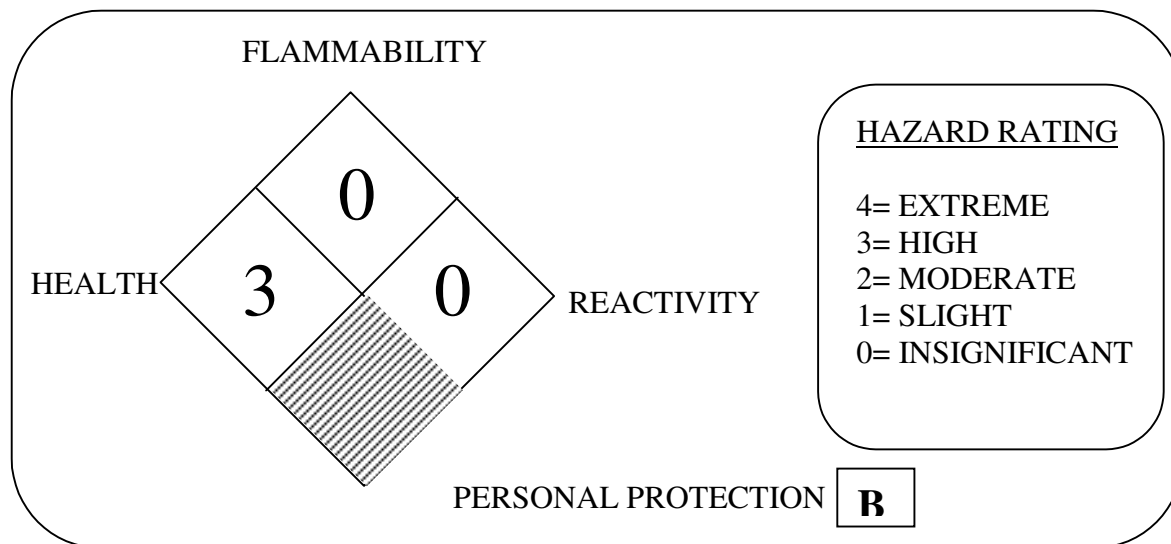 FLAMMABILITY
0
HEALTH
3
0
REACTIVITY
HAZARD RATING
4= EXTREME
3= HIGH
2= MODERATE
1= SLIGHT
0= INSIGNIFICANT
PERSONAL PROTECTION B